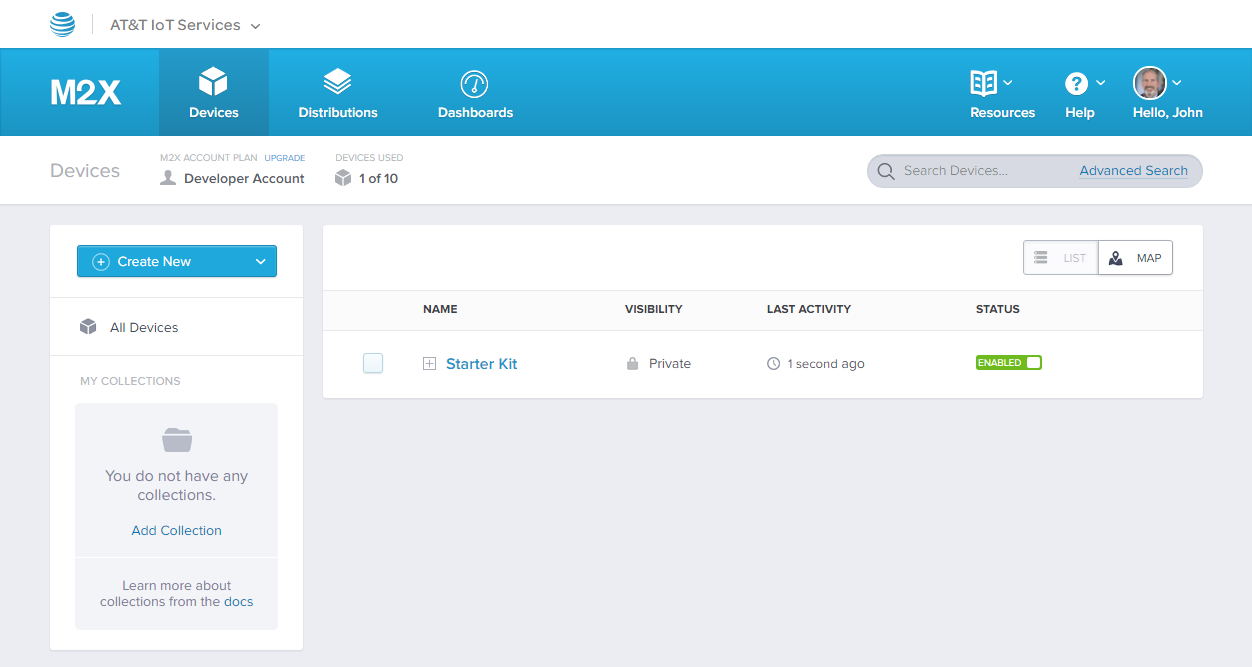 AT&T IoT Services
M2X
Devices
Distributions
Dashboards
Resources
Help
Hello, John
Devices
M2X ACCOUNT PLAN UPGRADE
Developer Account
DEVICES USED
1 of 10
Search Devices...
Advanced Search
Create New
All Devices
MY COLLECTIONS
You do not have any
collections.
Add Collection
Learn more about
collections from the docs
LIST
MAP
NAME VISIBILITY LAST ACTIVITY STATUS
Starter Kit Private 1 second ago ENABLED